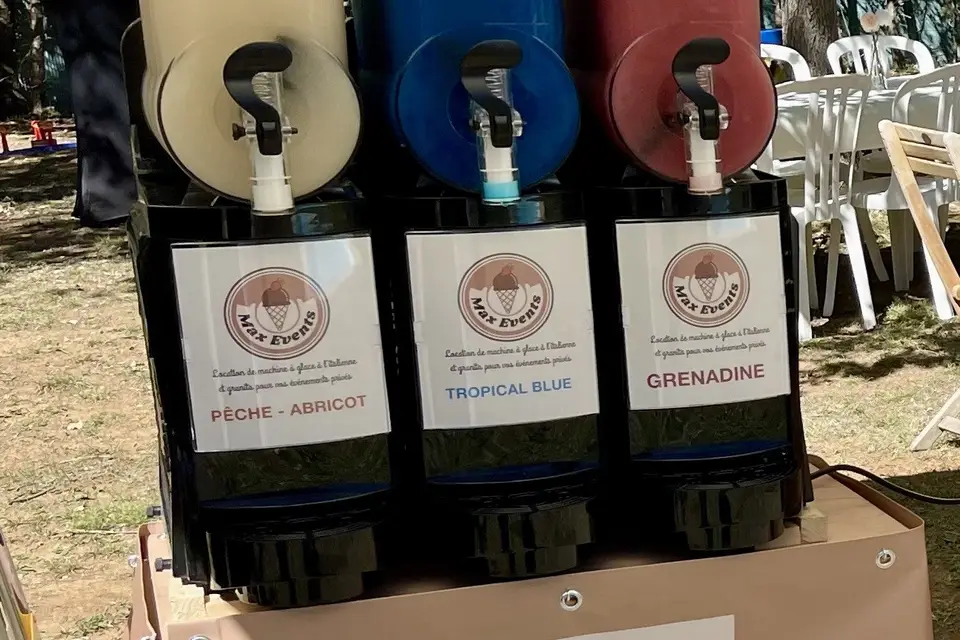 Max Events
Location de machine à glace à l'italienne
et granita pour vos événements privés
PÊCHE - ABRICOT
Max Events
Location de machine à glace à l'italienne
et granita pour vos événements privés
TROPICAL BLUE
Max Events
Location de machine à glace à l'italienne
et granita pour vos événements privés
GRENADINE